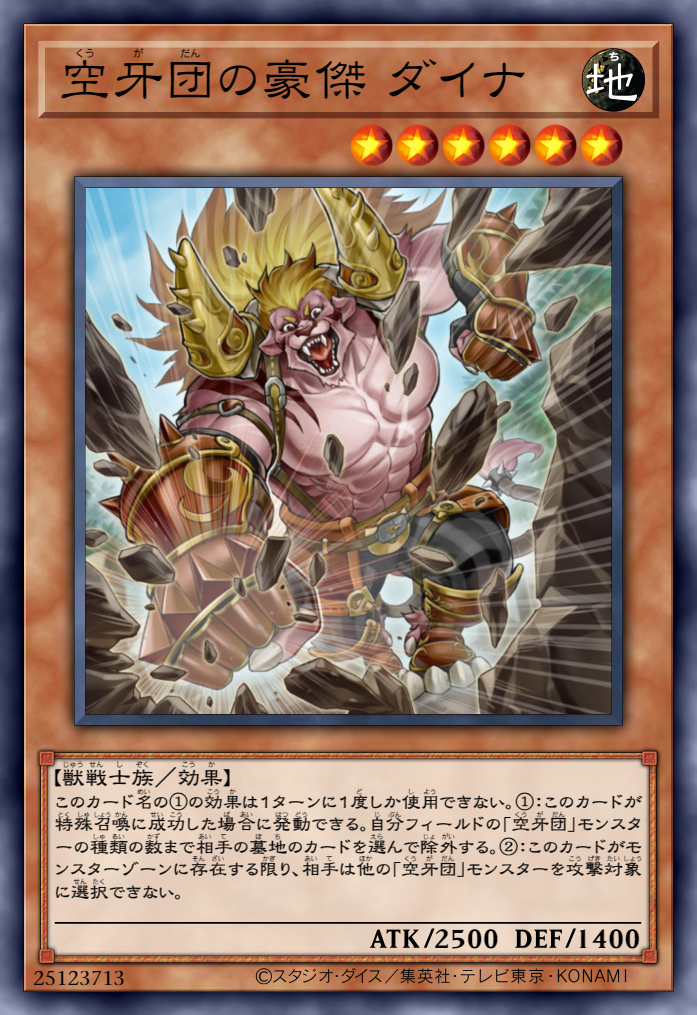 空牙団の豪傑 ダイナ
地
【獣戦士族／効果】
このカード名の①の効果は1ターンに1度しか使用できない。①：このカードが
特殊召喚に成功した場合に発動できる。自分フィールドの「空牙団」モンスタ
ーの種類の数まで相手の墓地のカードを選んで除外する。②：このカードがモ
ンスターゾーンに存在する限り、相手は他の「空牙団」モンスターを攻撃対象
に選択できない。
ATK/2500 DEF/1400
25123713 ©スタジオ・ダイス／集英社・テレビ東京・KONAMI